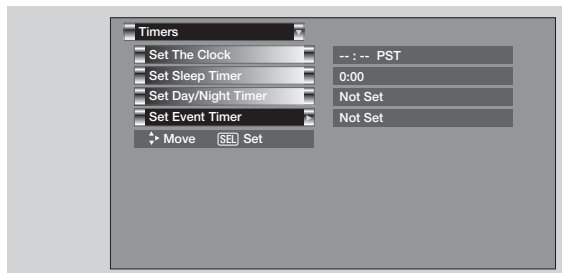 Timers
Set The Clock -- : -- PST
Set Sleep Timer 0:00
Set Day/Night Timer Not Set
Set Event Timer Not Set
Move SEL Set